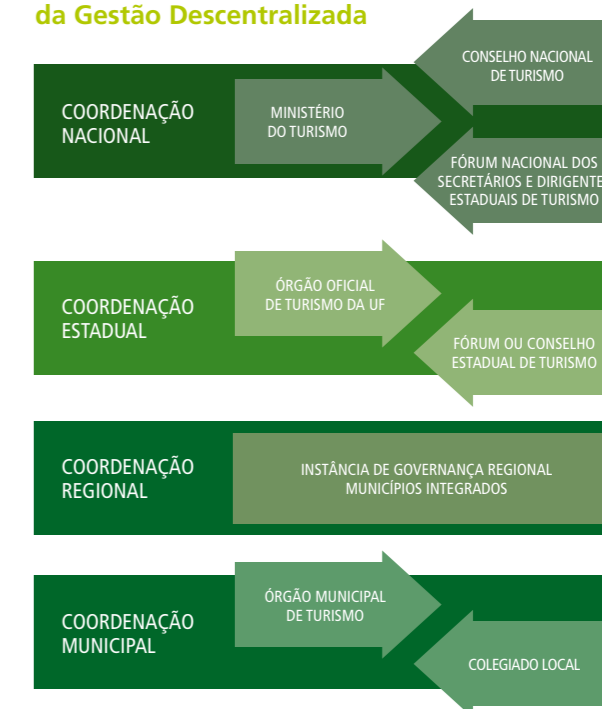 da Gestão Descentralizada
COORDENAÇÃO
NACIONAL
MINISTÉRIO
DO TURISMO
CONSELHO NACIONAL
DE TURISMO
FÓRUM NACIONAL DOS
SECRETÁRIOS E DIRIGENTE
ESTADUAIS DE TURISMO
COORDENAÇÃO
ESTADUAL
ÓRGÃO OFICIAL
DE TURISMO DA UF
FÓRUM OU CONSELHO
ESTADUAL DE TURISMO
COORDENAÇÃO
REGIONAL
INSTÂNCIA DE GOVERNANÇA REGIONAL
MUNICÍPIOS INTEGRADOS
COORDENAÇÃO
MUNICIPAL
ÓRGÃO MUNICIPAL
DE TURISMO
COLEGIADO LOCAL